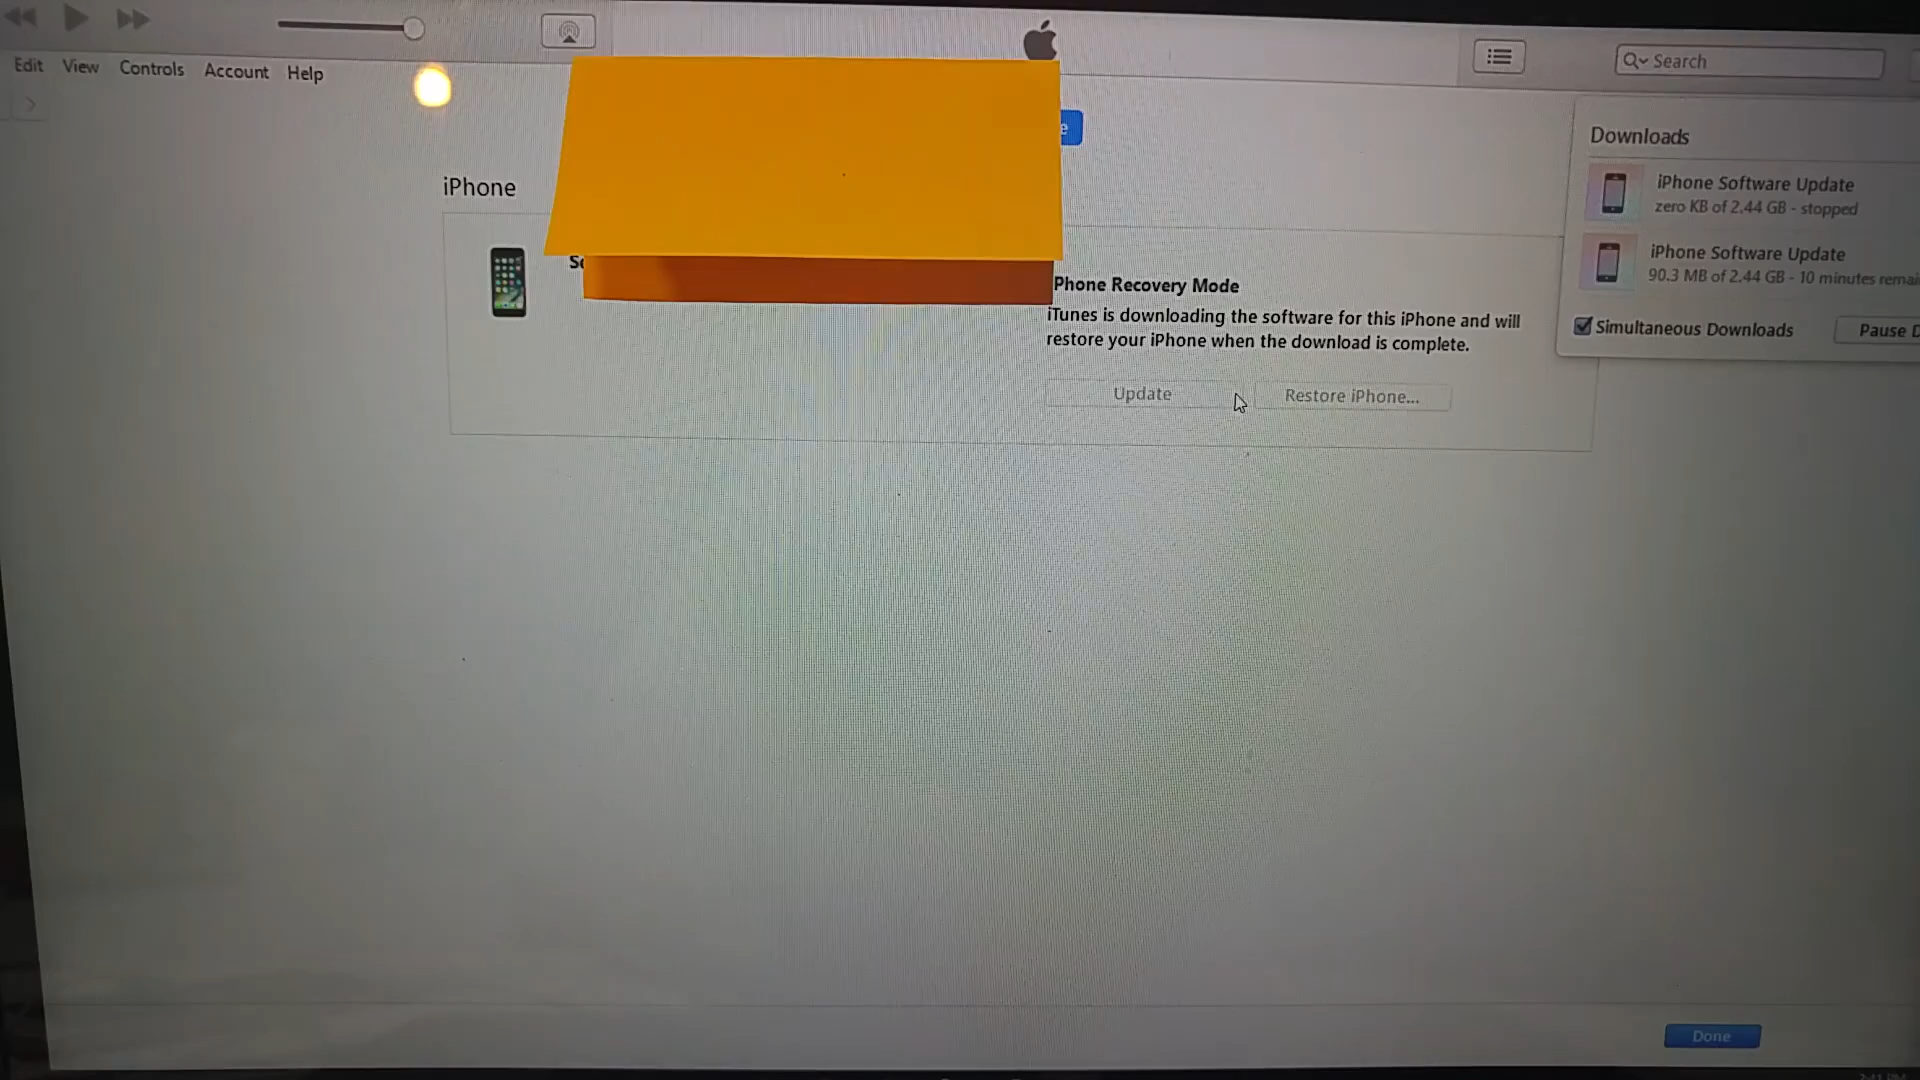 Edit View Controls Account Help
Search
iPhone
Phone Recovery Mode
iTunes is downloading the software for this iPhone and will
restore your iPhone when the download is complete.
Update Restore iPhone...
Downloads
iPhone Software Update
zero KB of 2.44 GB - stopped
iPhone Software Update
90.3 MB of 2.44 GB - 10 minutes remai
Simultaneous Downloads Pause D
Done